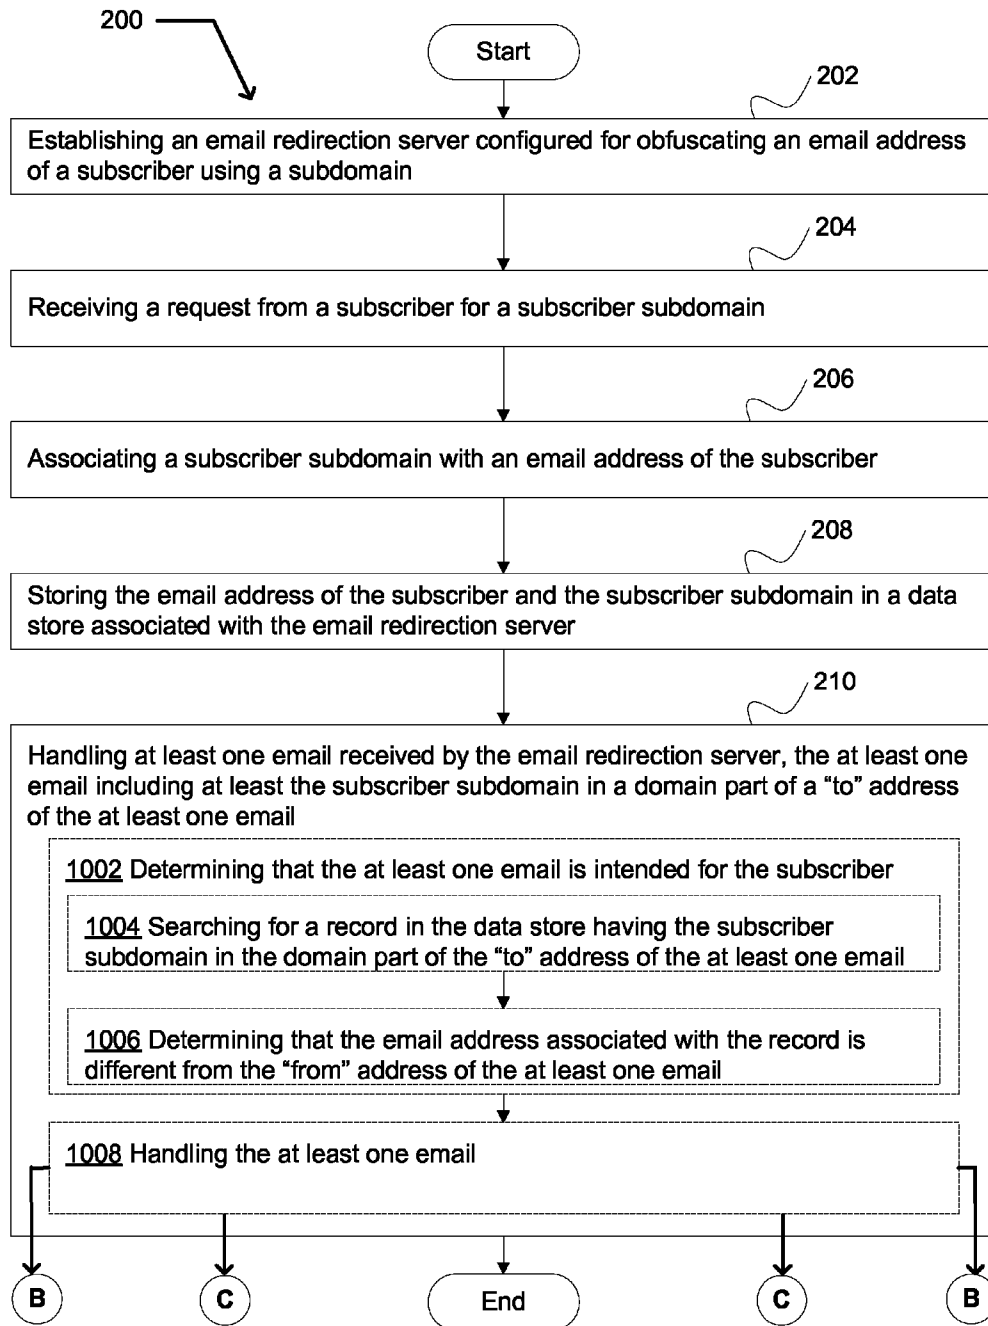 200
Start
202
Establishing an email redirection server configured for obfuscating an email address
of a subscriber using a subdomain
204
Receiving a request from a subscriber for a subscriber subdomain
206
Associating a subscriber subdomain with an email address of the subscriber
208
Storing the email address of the subscriber and the subscriber subdomain in a data
store associated with the email redirection server
210
Handling at least one email received by the email redirection server, the at least one
email including at least the subscriber subdomain in a domain part of a “to” address
of the at least one email
1002 Determining that the at least one email is intended for the subscriber
1004 Searching for a record in the data store having the subscriber
subdomain in the domain part of the “to” address of the at least one email
1006 Determining that the email address associated with the record is
different from the “from” address of the at least one email
1008 Handling the at least one email
B
C
End
C
B